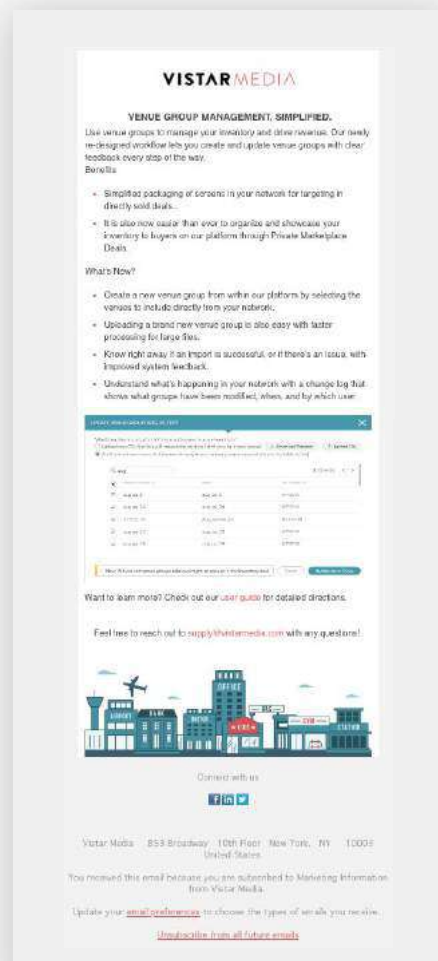 VISTARMEDIA
VENUE GROUP MANAGEMENT, SIMPLIFIED.
Use venue groups to manage your inventory and drive revenue. Our newly
re-designed workflow lets you create and update venue groups with clear
feedback every step of the way.
Benefits
• Simplified packaging of screens in your network for targeting in
directly sold deals.
• It is also now easier than ever to organize and showcase your
inventory to buyers on our platform through Private Marketplace
Deals.
What's New?
• Create a new venue group from within our platform by selecting the
venues to include directly from your network.
• Uploading a brand new venue group is also easy with faster
processing for large files.
• Know right away if an import is successful, or if there's an issue, with
improved system feedback.
• Understand what's happening in your network with a change log that
shows what groups have been modified, when, and by which user.
Want to learn more? Check out our user guide for detailed directions.
Feel free to reach out to supply@vistarmedia.com with any questions!
OFFICE
BANK
Connect with us
f in
Vistar Media 853 Broadway 10th Floor New York, NY 10003
United States
You received this email because you are subscribed to Marketing Information
from Vistar Media.
Update your email preferences to choose the types of emails you receive.
Unsubscribe from all future emails